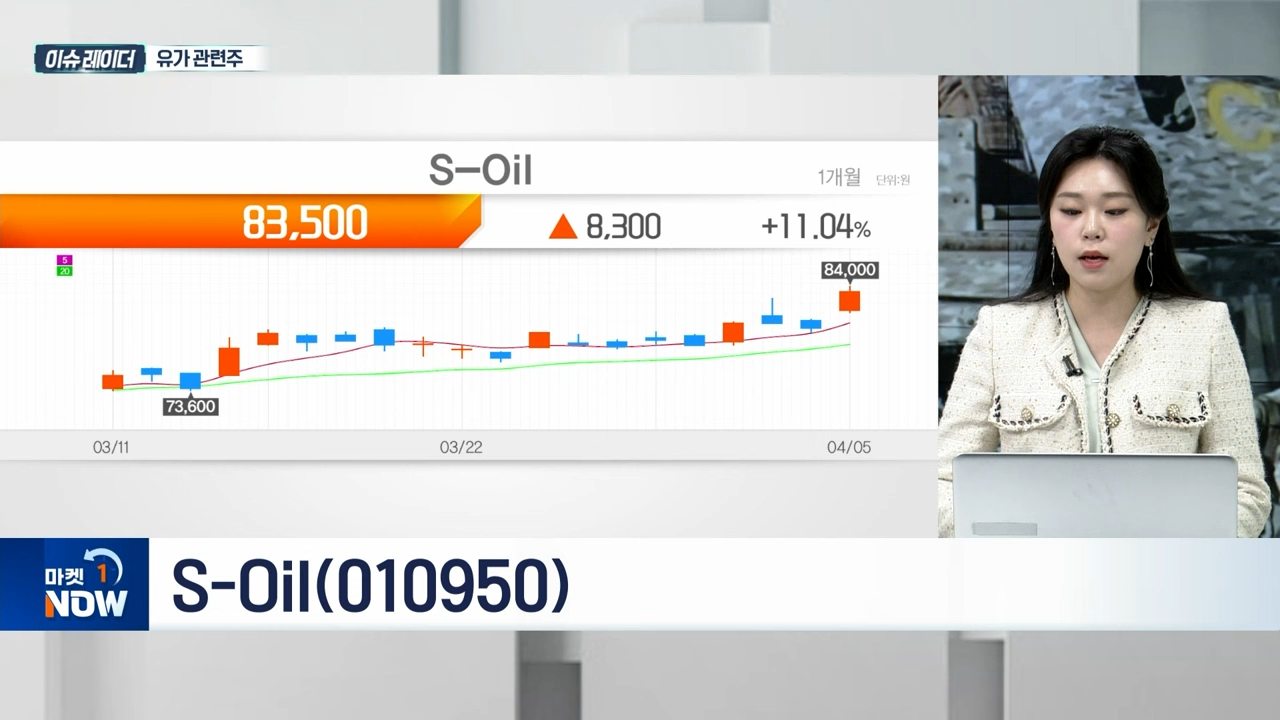 이슈레이더 유가 관련주
S-Oil
1개월 단위:원
83,500 ▲ 8,300 +11.04%
5
20
84,000
73,600
03/11 03/22 04/05
마켓 1
NOW
S-Oil(010950)